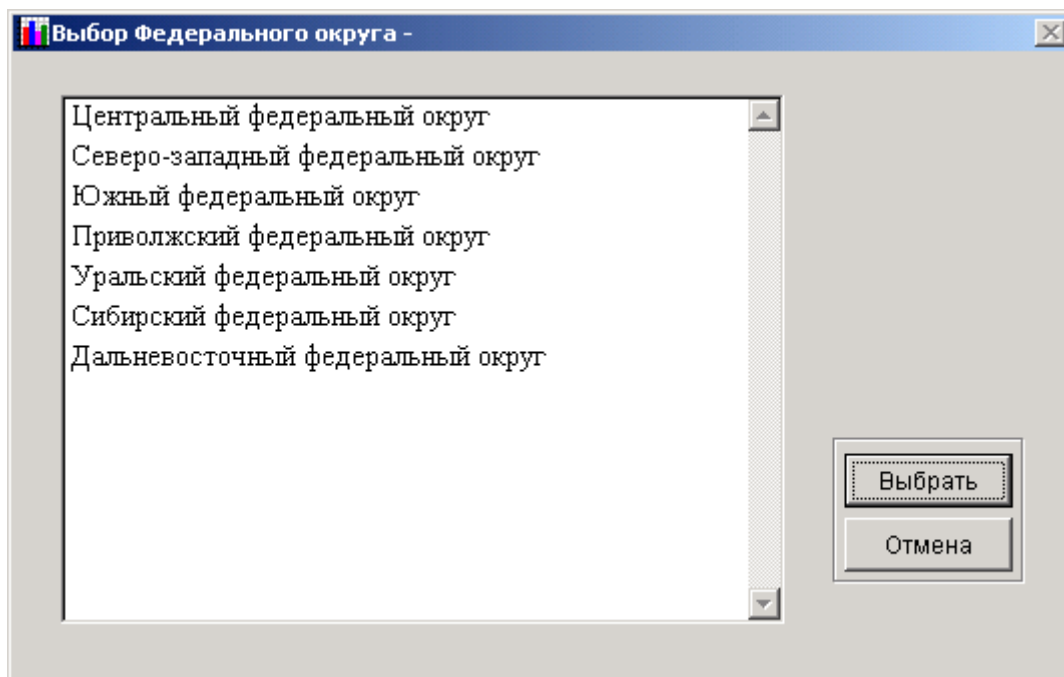 Выбор Федерального округа -
Центральный федеральный округ
Северо-западный федеральный округ
Южный федеральный округ
Приволжский федеральный округ
Уральский федеральный округ
Сибирский федеральный округ
Дальневосточный федеральный округ
Выбрать
Отмена